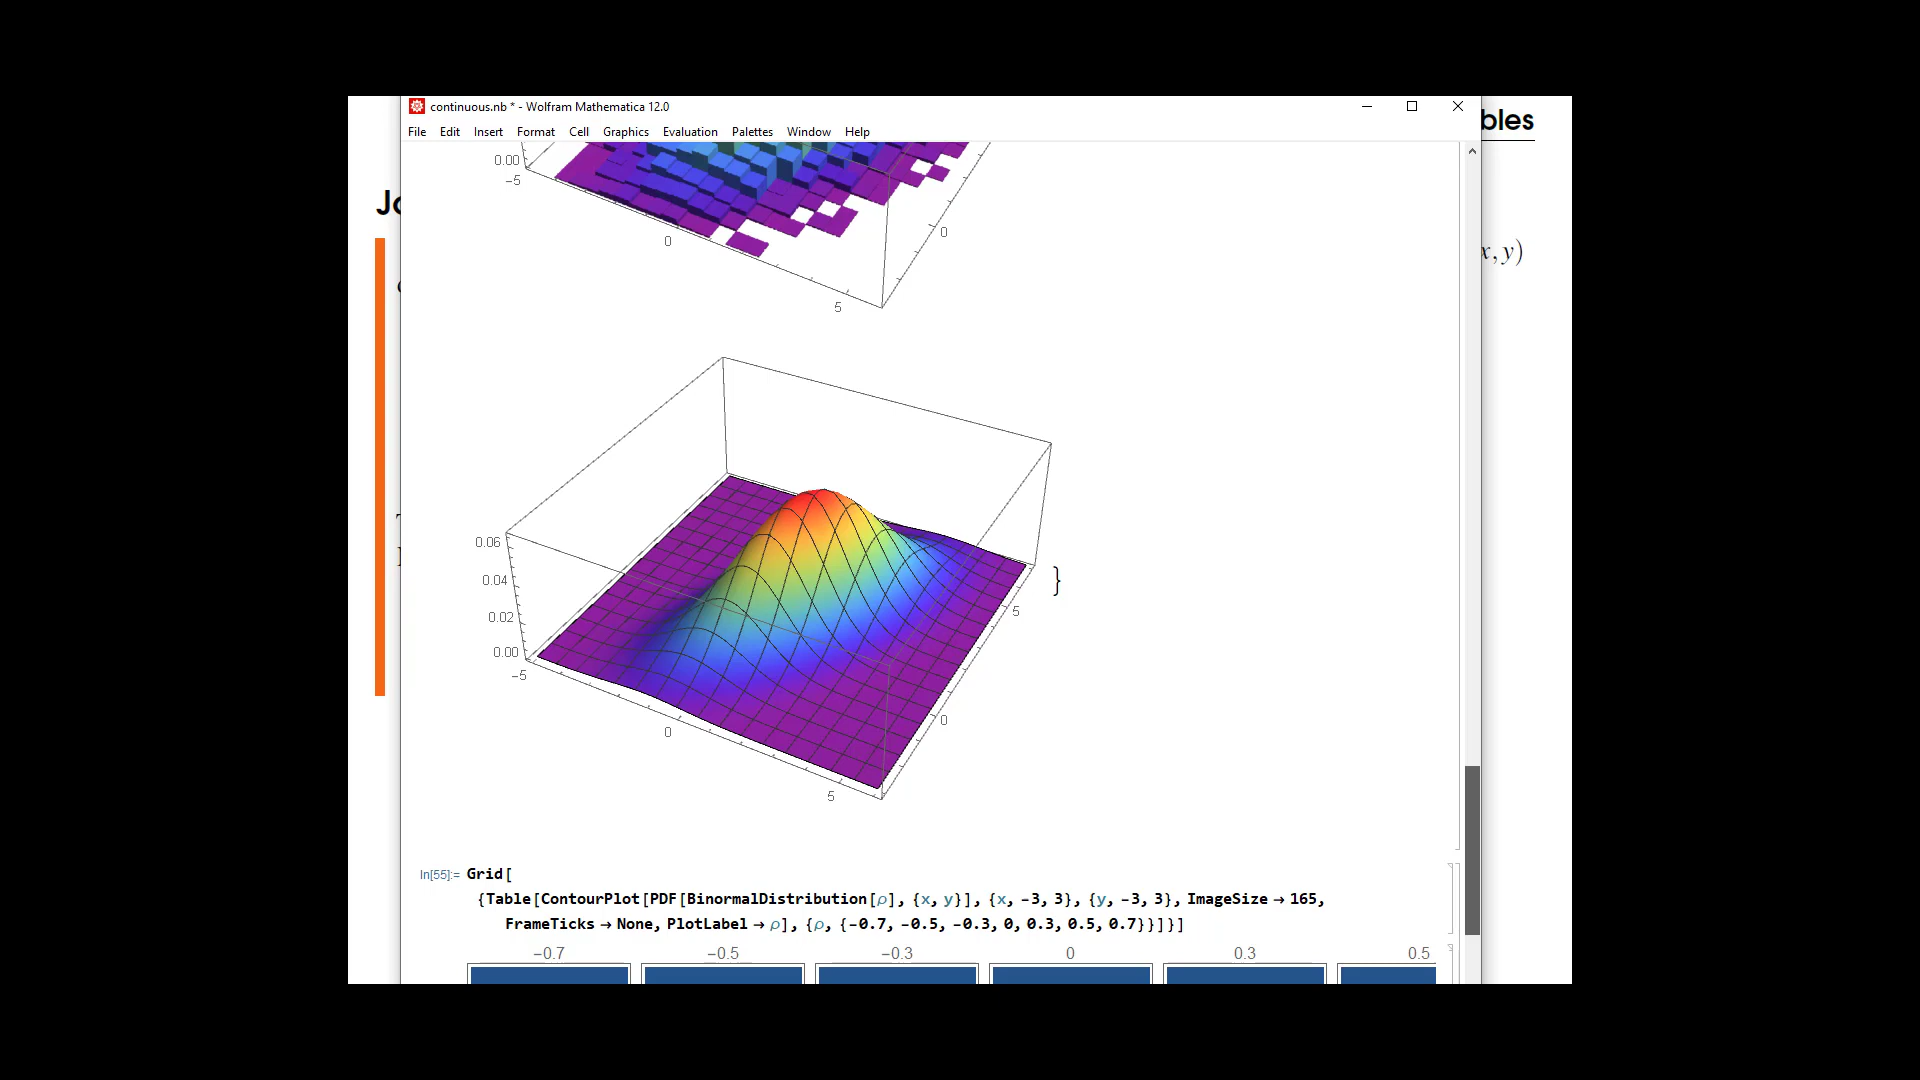 continuous.nb * - Wolfram Mathematica 12.0
bles
File Edit Insert Format Cell Graphics Evaluation Palettes Window Help
0.00
-5
0
5
0
x, y)
0.06
0.04
0.02
0.00
-5
0
5
0
5
}
In[55]:= Grid[
{Table[ContourPlot[PDF[BinormalDistribution[ρ], {x, y}], {x, -3, 3}, {y, -3, 3}, ImageSize → 165,
FrameTicks → None, PlotLabel → ρ], {ρ, {-0.7, -0.5, -0.3, 0, 0.3, 0.5, 0.7}}]}]
-0.7 -0.5 -0.3 0 0.3 0.5